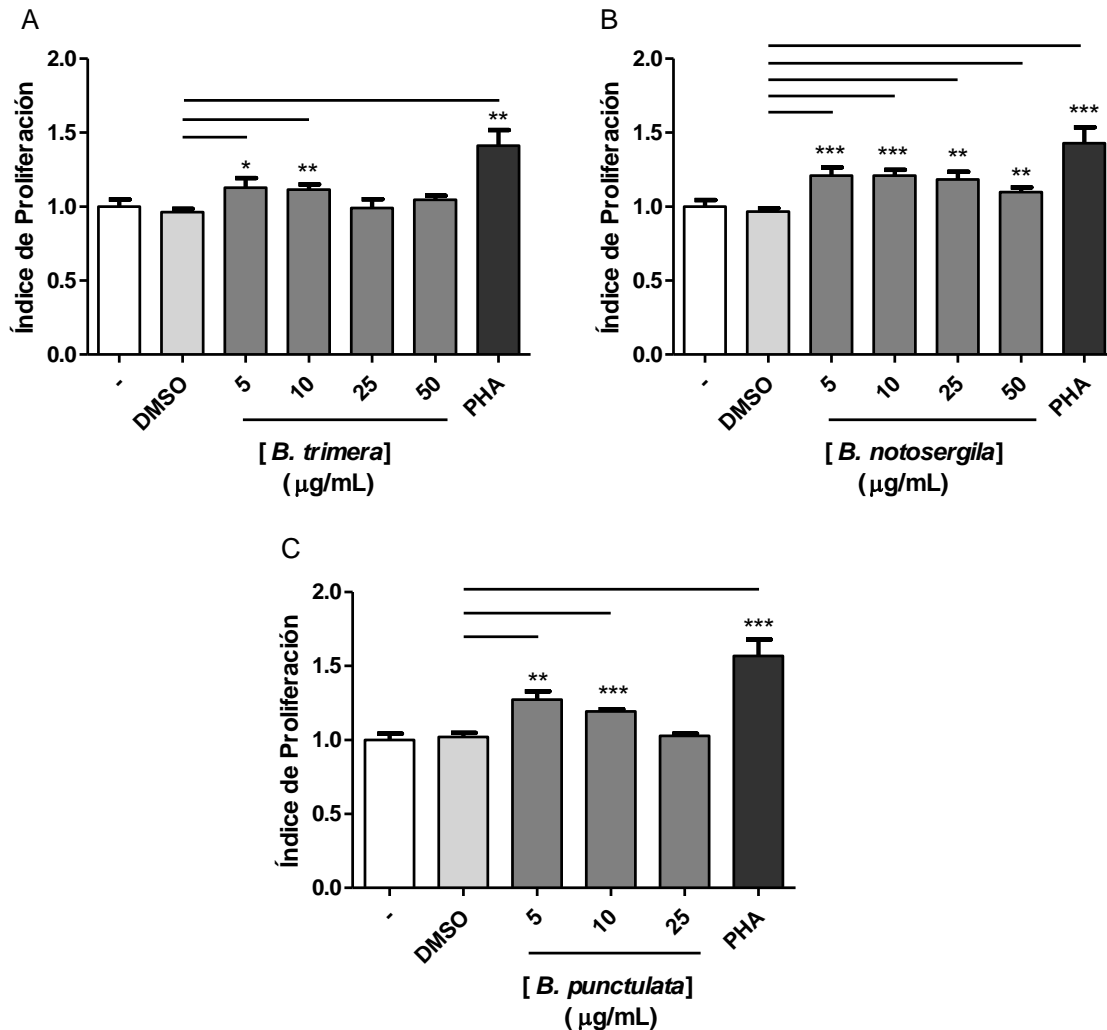 A
Índice de Proliferación
2.0
1.5
1.0
0.5
0.0
*
**
**
-
DMSO
5
10
25
50
PHA
[ B. trimera]
( μg/mL)
B
Índice de Proliferación
2.0
1.5
1.0
0.5
0.0
***
***
**
**
***
-
DMSO
5
10
25
50
PHA
[ B. notosergila]
( μg/mL)
C
Índice de Proliferación
2.0
1.5
1.0
0.5
0.0
**
***
***
-
DMSO
5
10
25
PHA
[ B. punctulata]
( μg/mL)